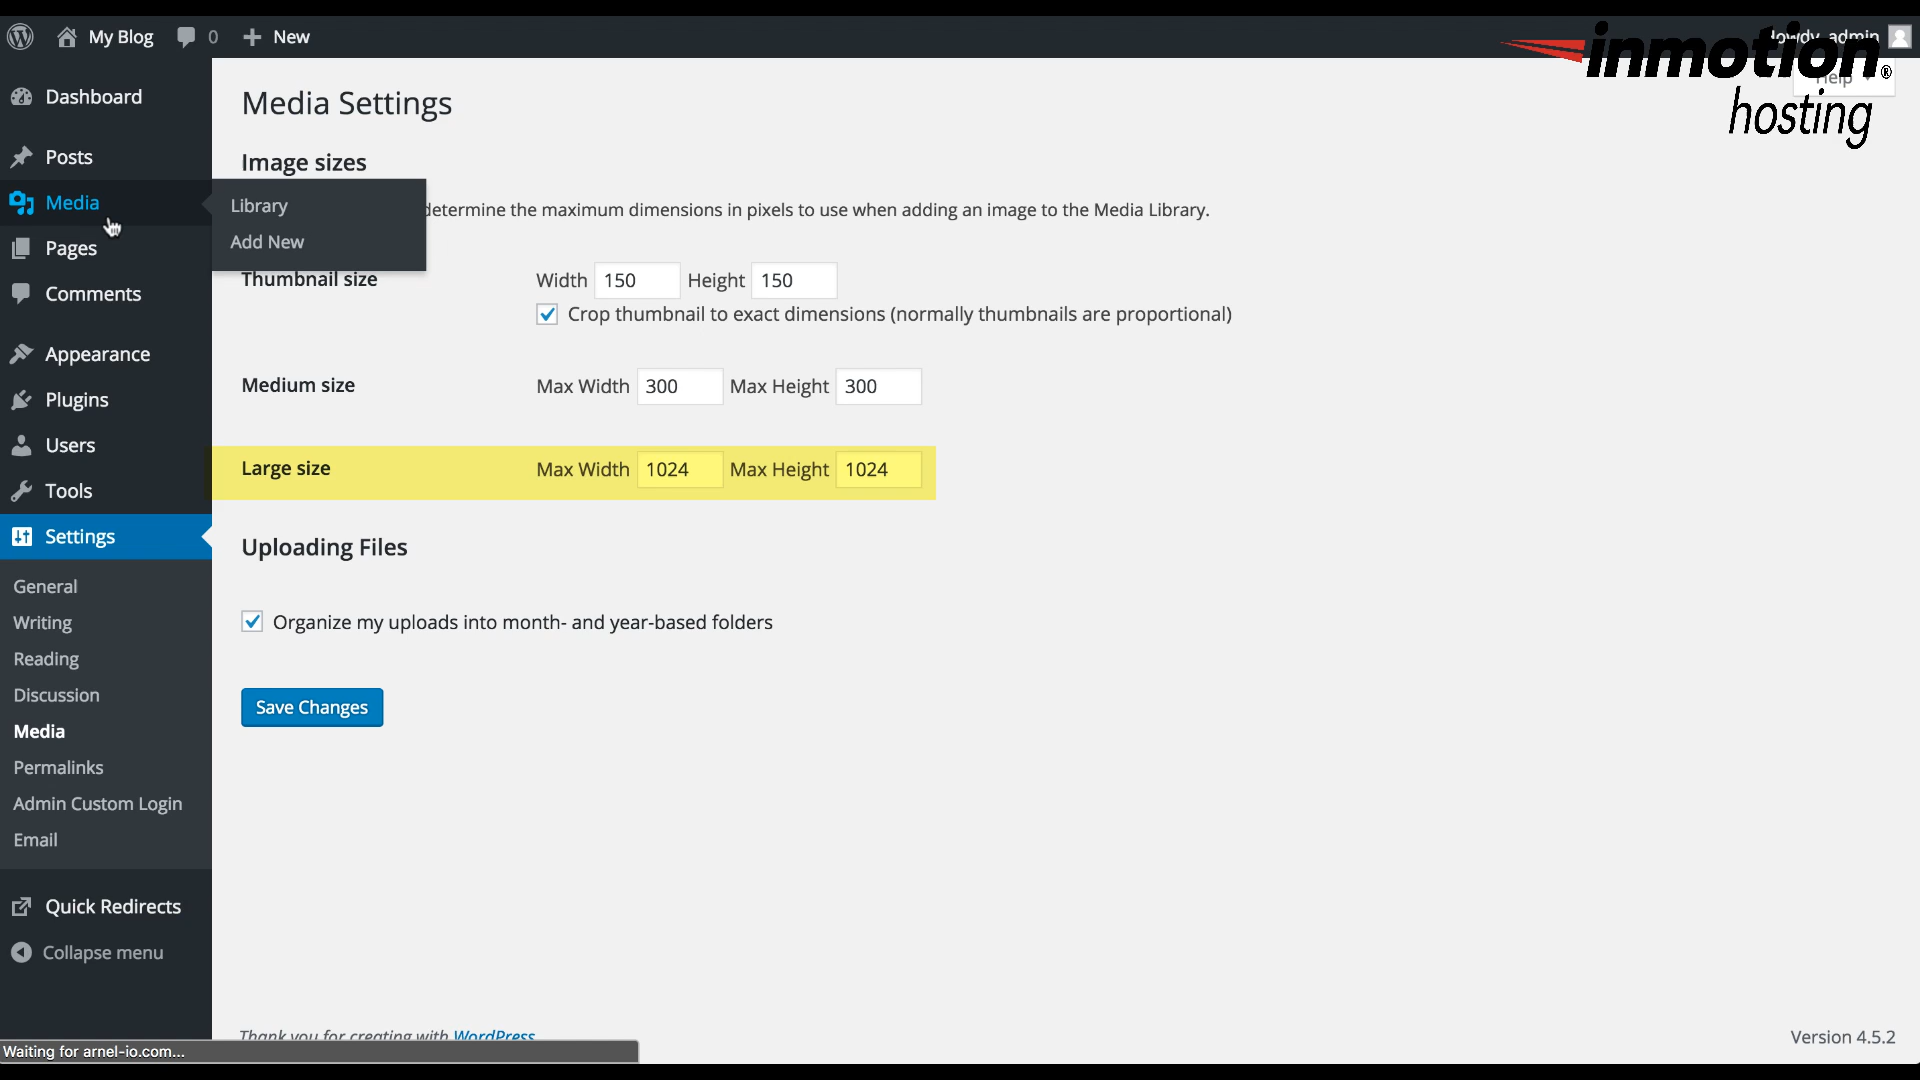 My Blog 0 New
admin
inmotion®
hosting
Dashboard
Posts
Media
Pages
Comments
Appearance
Plugins
Users
Tools
Settings
General
Writing
Reading
Discussion
Media
Permalinks
Admin Custom Login
Email
Quick Redirects
Collapse menu
Library
Add New
Media Settings
Image sizes
determine the maximum dimensions in pixels to use when adding an image to the Media Library.
Thumbnail size Width 150 Height 150
Crop thumbnail to exact dimensions (normally thumbnails are proportional)
Medium size Max Width 300 Max Height 300
Large size Max Width 1024 Max Height 1024
Uploading Files
Organize my uploads into month- and year-based folders
Save Changes
Thank you for creating with WordPress
Version 4.5.2
Waiting for arnel-io.com...